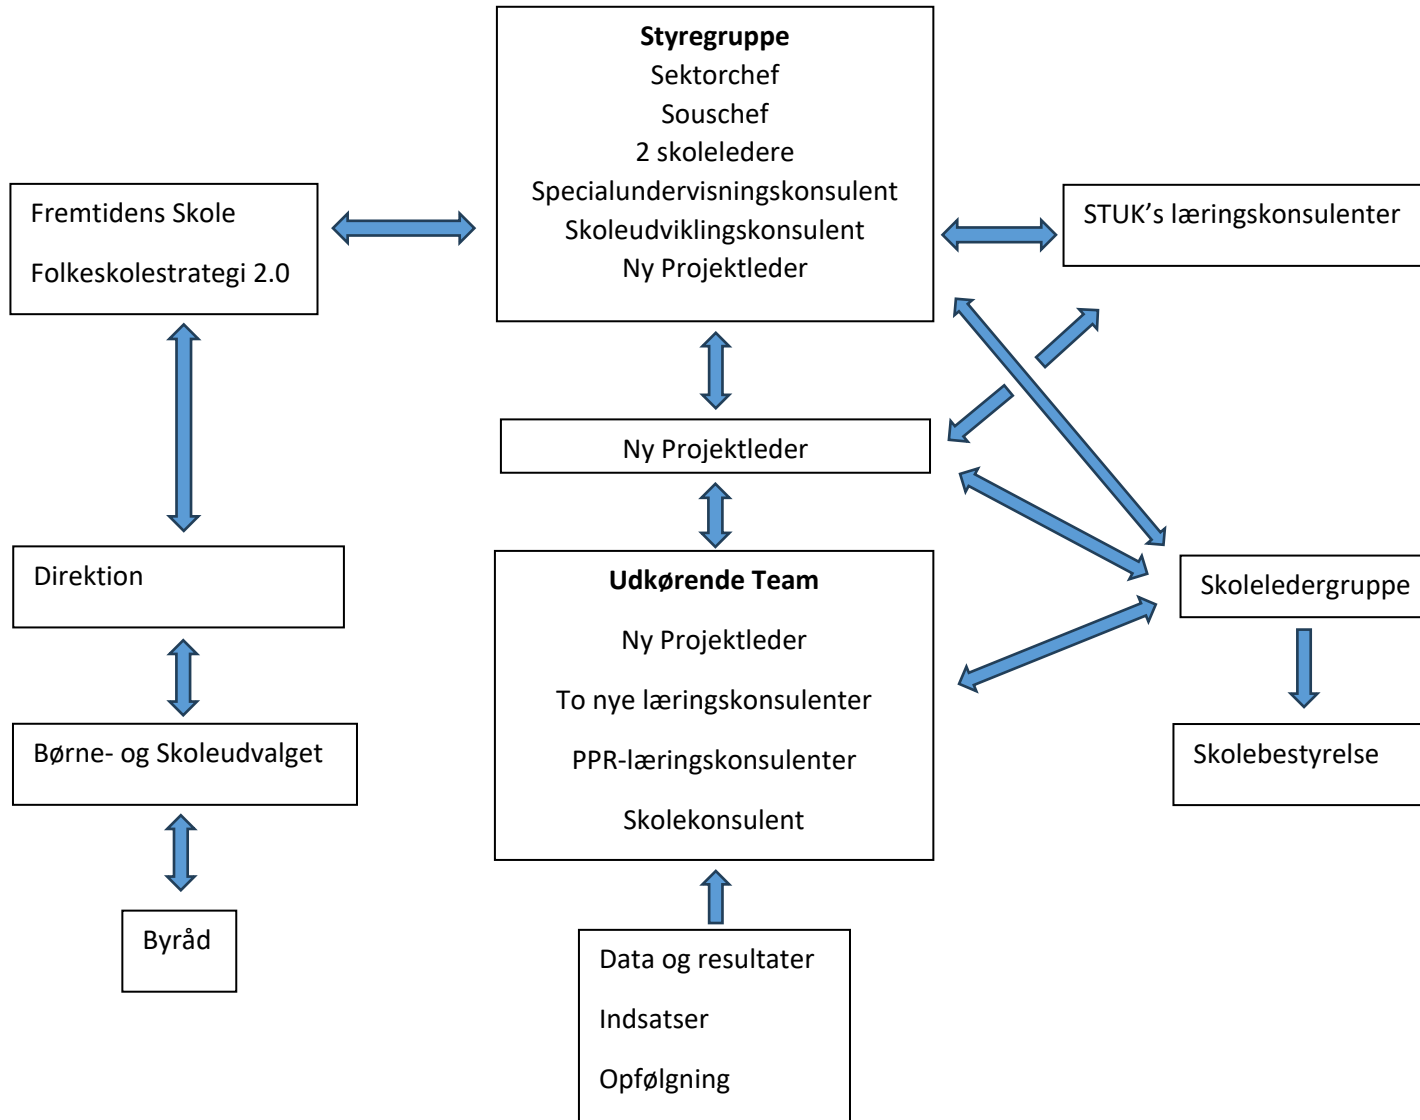 Styregruppe
Sektorchef
Souschef
2 skoleledere
Specialundervisningskonsulent
Skoleudviklingskonsulent
Ny Projektleder
Fremtidens Skole
Folkeskolestrategi 2.0
STUK’s læringskonsulenter
Ny Projektleder
Direktion
Udkørende Team
Ny Projektleder
To nye læringskonsulenter
PPR-læringskonsulenter
Skolekonsulent
Skoleledergruppe
Børne- og Skoleudvalget
Skolebestyrelse
Byråd
Data og resultater
Indsatser
Opfølgning